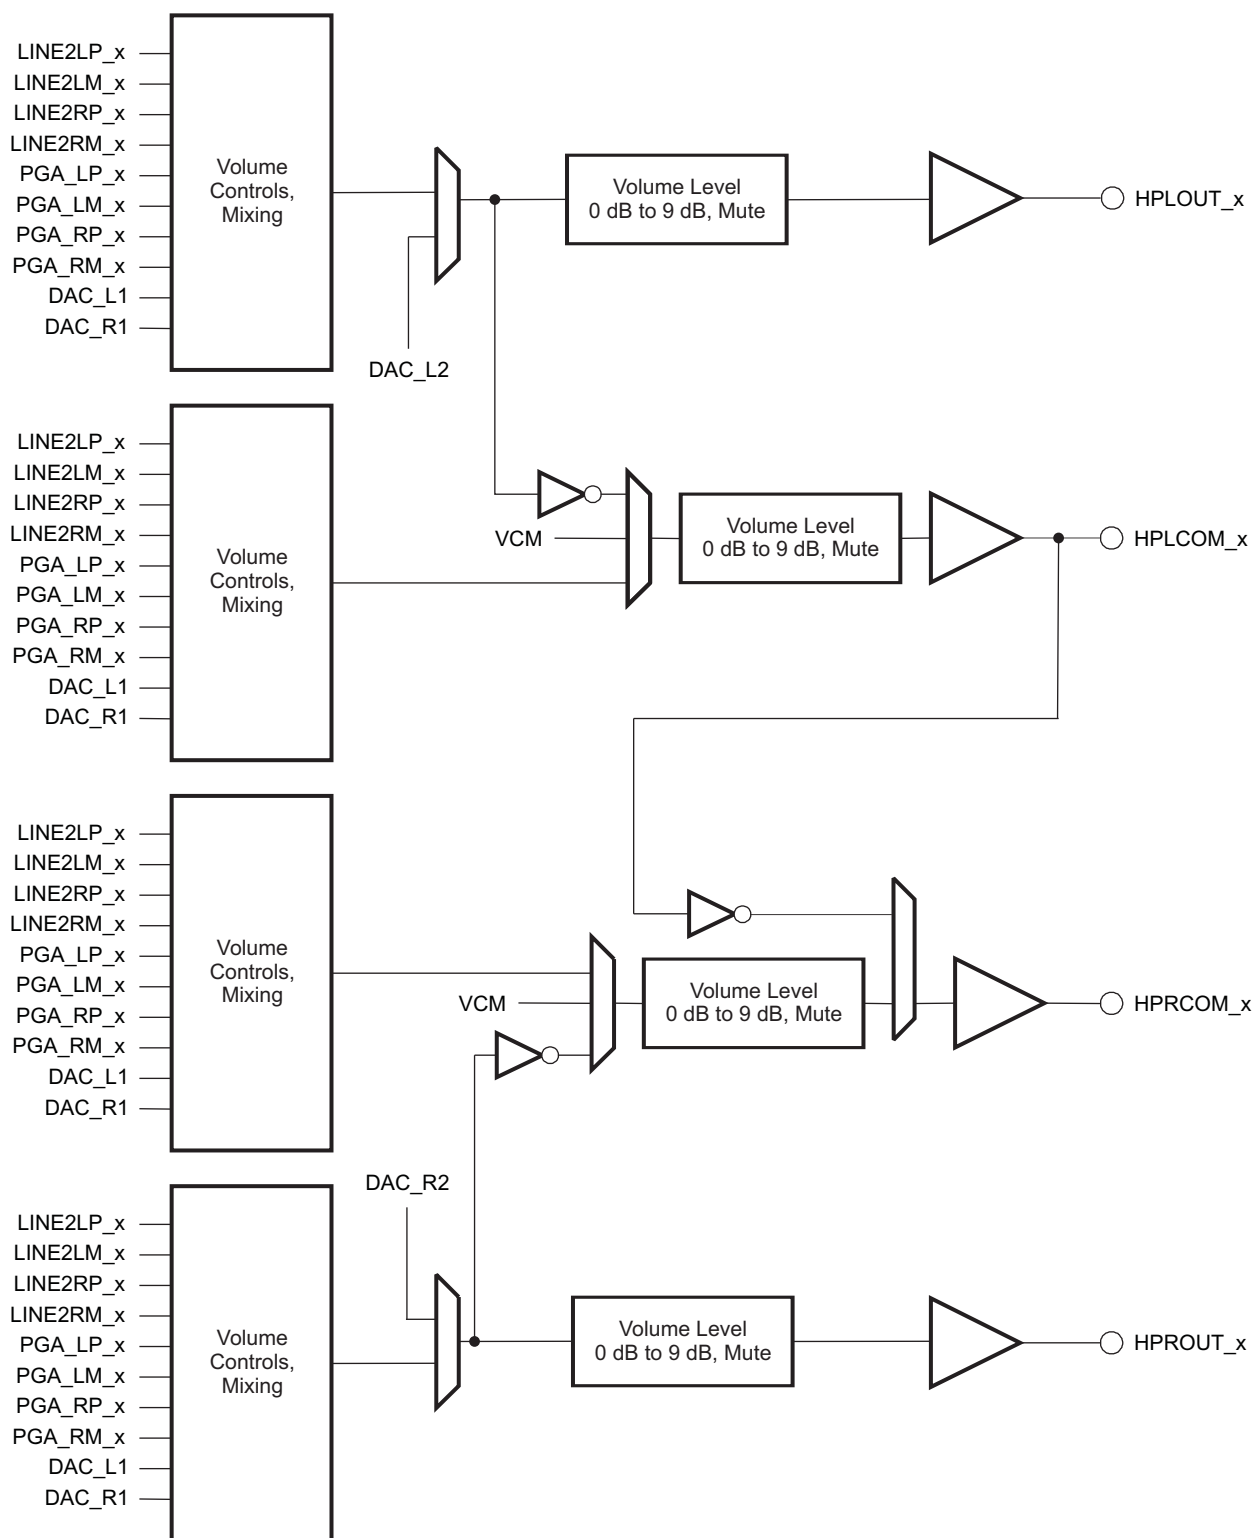 LINE2LP_x
LINE2LM_x
LINE2RP_x
LINE2RM_x
PGA_LP_x
PGA_LM_x
PGA_RP_x
PGA_RM_x
DAC_L1
DAC_R1
Volume
Controls,
Mixing
DAC_L2
Volume Level
0 dB to 9 dB, Mute
HPLOUT_x
LINE2LP_x
LINE2LM_x
LINE2RP_x
LINE2RM_x
PGA_LP_x
PGA_LM_x
PGA_RP_x
PGA_RM_x
DAC_L1
DAC_R1
Volume
Controls,
Mixing
VCM
Volume Level
0 dB to 9 dB, Mute
HPLCOM_x
LINE2LP_x
LINE2LM_x
LINE2RP_x
LINE2RM_x
PGA_LP_x
PGA_LM_x
PGA_RP_x
PGA_RM_x
DAC_L1
DAC_R1
Volume
Controls,
Mixing
VCM
Volume Level
0 dB to 9 dB, Mute
HPRCOM_x
DAC_R2
LINE2LP_x
LINE2LM_x
LINE2RP_x
LINE2RM_x
PGA_LP_x
PGA_LM_x
PGA_RP_x
PGA_RM_x
DAC_L1
DAC_R1
Volume
Controls,
Mixing
Volume Level
0 dB to 9 dB, Mute
HPROUT_x